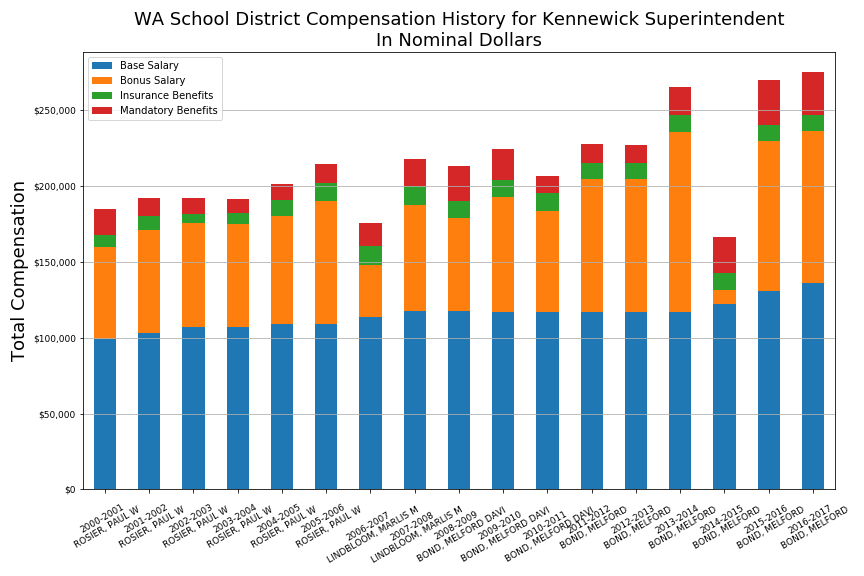 WA School District Compensation History for Kennewick Superintendent
In Nominal Dollars
Base Salary
Bonus Salary
Insurance Benefits
Mandatory Benefits
Total Compensation
$250,000
$200,000
$150,000
$100,000
$50,000
$0
2000-2001
ROSIER, PAUL W
2001-2002
ROSIER, PAUL W
2002-2003
ROSIER, PAUL W
2003-2004
ROSIER, PAUL W
2004-2005
ROSIER, PAUL W
2005-2006
ROSIER, PAUL W
2006-2007
LINDBLOOM, MARLIS M
2007-2008
LINDBLOOM, MARLIS M
2008-2009
BOND, MELFORD DAVI
2009-2010
BOND, MELFORD DAVI
2010-2011
BOND, MELFORD DAVI
2011-2012
BOND, MELFORD
2012-2013
BOND, MELFORD
2013-2014
BOND, MELFORD
2014-2015
BOND, MELFORD
2015-2016
BOND, MELFORD
2016-2017
BOND, MELFORD